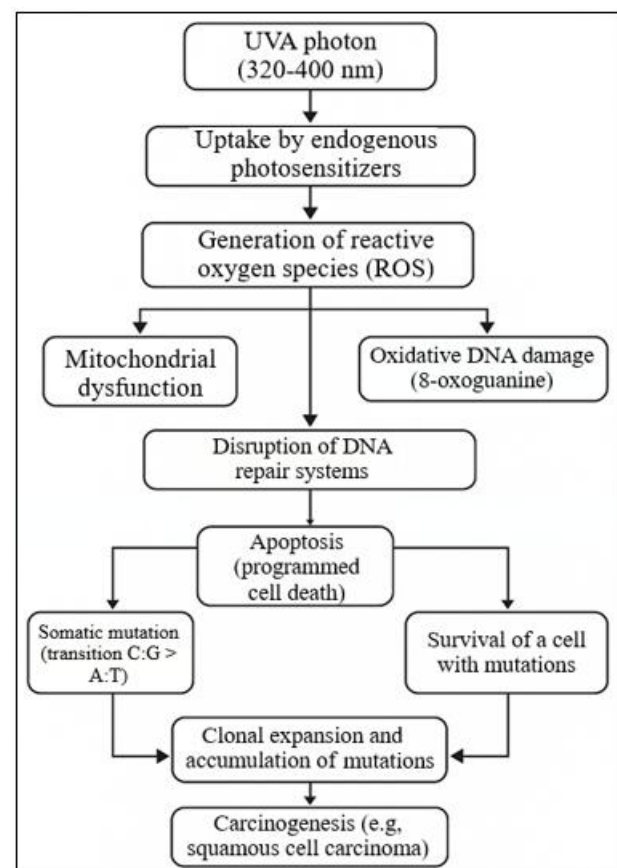 UVA photon
(320-400 nm)
Uptake by endogenous
photosensitizers
Generation of reactive
oxygen species (ROS)
Mitochondrial
dysfunction
Oxidative DNA damage
(8-oxoguanine)
Disruption of DNA
repair systems
Apoptosis
(programmed
cell death)
Somatic mutation
(transition C:G >
A:T)
Survival of a cell
with mutations
Clonal expansion and
accumulation of mutations
Carcinogenesis (e.g,
squamous cell carcinoma)